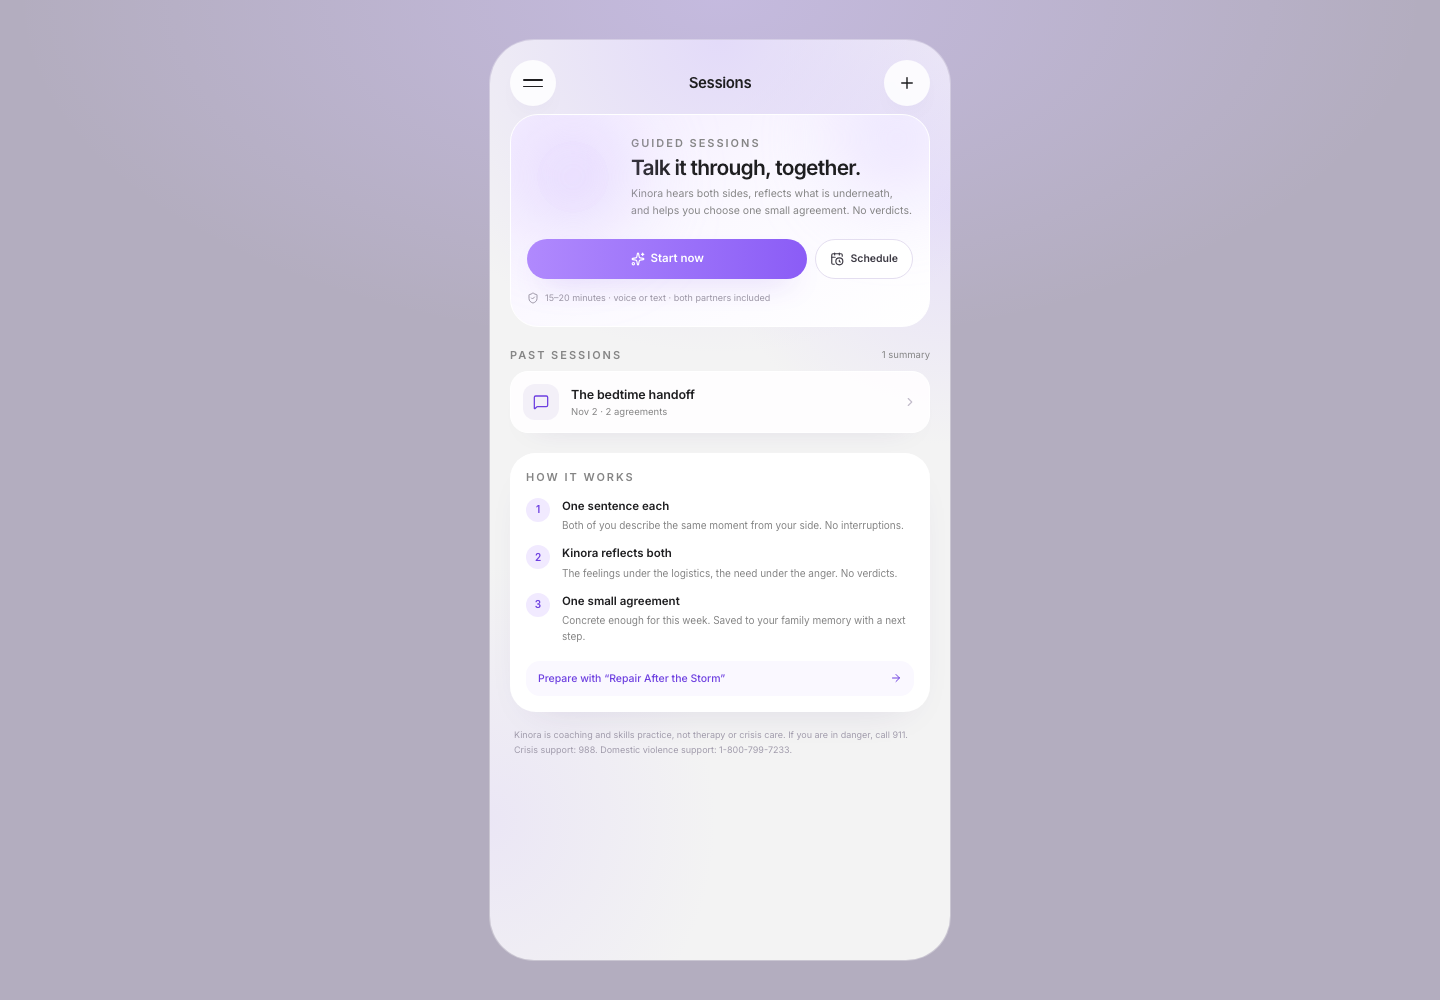 Sessions
GUIDED SESSIONS
Talk it through, together.
Kinora hears both sides, reflects what is underneath,
and helps you choose one small agreement. No verdicts.
Start now
Schedule
15–20 minutes · voice or text · both partners included
PAST SESSIONS
1 summary
The bedtime handoff
Nov 2 · 2 agreements
HOW IT WORKS
1
One sentence each
Both of you describe the same moment from your side. No interruptions.
2
Kinora reflects both
The feelings under the logistics, the need under the anger. No verdicts.
3
One small agreement
Concrete enough for this week. Saved to your family memory with a next
step.
Prepare with “Repair After the Storm”
Kinora is coaching and skills practice, not therapy or crisis care. If you are in danger, call 911.
Crisis support: 988. Domestic violence support: 1-800-799-7233.